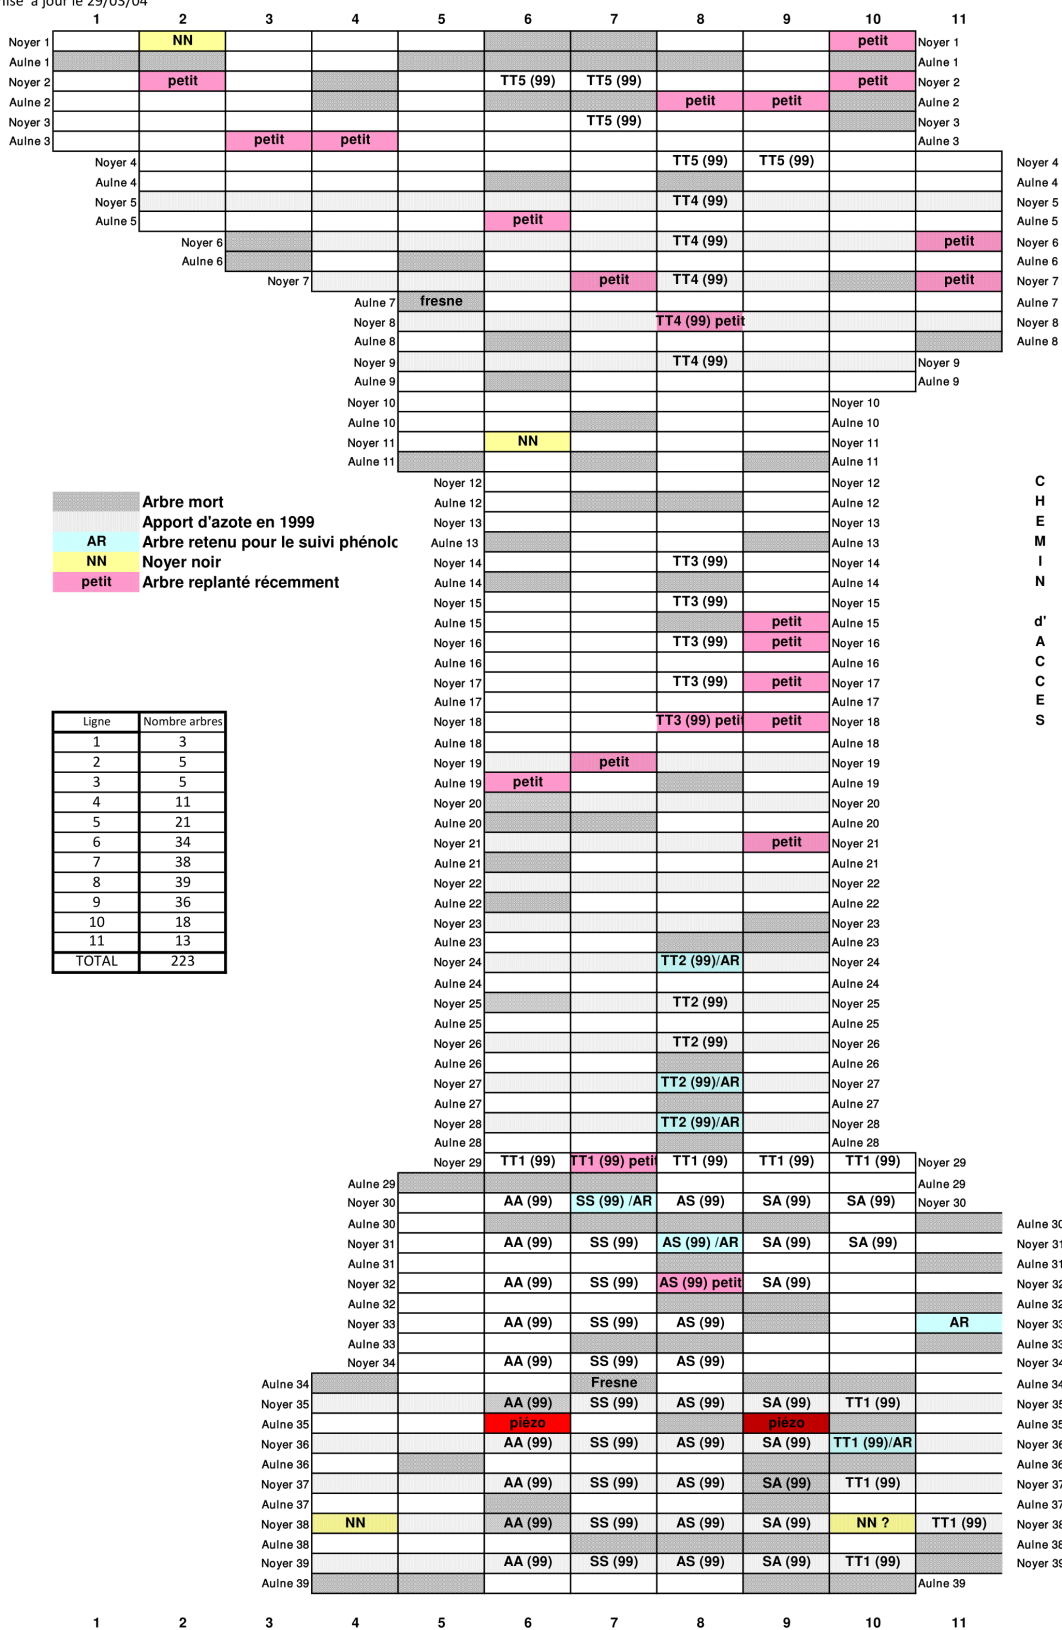 mise à jour le 29/03/04
1 2 3 4 5 6 7 8 9 10 11
Noyer 1 NN petit Noyer 1
Aulne 1 Aulne 1
Noyer 2 petit TT5 (99) TT5 (99) petit Noyer 2
Aulne 2 petit petit Aulne 2
Noyer 3 TT5 (99) Noyer 3
Aulne 3 petit petit Aulne 3
Noyer 4 TT5 (99) TT5 (99) Noyer 4
Aulne 4 Aulne 4
Noyer 5 TT4 (99) Noyer 5
Aulne 5 petit Aulne 5
Noyer 6 TT4 (99) petit Noyer 6
Aulne 6 Aulne 6
Noyer 7 petit TT4 (99) petit Noyer 7
Aulne 7 fresne Aulne 7
Noyer 8 TT4 (99) petit Noyer 8
Aulne 8 Aulne 8
Noyer 9 TT4 (99) Noyer 9
Aulne 9 Aulne 9
Noyer 10 Noyer 10
Aulne 10 Aulne 10
Noyer 11 NN Noyer 11
Aulne 11 Aulne 11
Noyer 12 Noyer 12 C
Arbre mort Aulne 12 Aulne 12 H
Apport d'azote en 1999 Noyer 13 Noyer 13 E
AR Arbre retenu pour le suivi phénolo Aulne 13 Aulne 13 M
NN Noyer noir Noyer 14 TT3 (99) Noyer 14 I
petit Arbre replanté récemment Aulne 14 Aulne 14 N
Noyer 15 TT3 (99) Noyer 15
Aulne 15 petit Aulne 15 d'
Noyer 16 TT3 (99) petit Noyer 16 A
Aulne 16 Aulne 16 C
Noyer 17 TT3 (99) petit Noyer 17 C
Aulne 17 Aulne 17 E
Ligne Nombre arbres Noyer 18 TT3 (99) petit petit Noyer 18 S
1 3 Aulne 18 Aulne 18
2 5 Noyer 19 petit Noyer 19
3 5 Aulne 19 petit Aulne 19
4 11 Noyer 20 Noyer 20
5 21 Aulne 20 Aulne 20
6 34 Noyer 21 petit Noyer 21
7 38 Aulne 21 Aulne 21
8 39 Noyer 22 Noyer 22
9 36 Aulne 22 Aulne 22
10 18 Noyer 23 Noyer 23
11 13 Aulne 23 Aulne 23
TOTAL 223 Noyer 24 TT2 (99)/AR Noyer 24
Aulne 24 Aulne 24
Noyer 25 TT2 (99) Noyer 25
Aulne 25 Aulne 25
Noyer 26 TT2 (99) Noyer 26
Aulne 26 Aulne 26
Noyer 27 TT2 (99)/AR Noyer 27
Aulne 27 Aulne 27
Noyer 28 TT2 (99)/AR Noyer 28
Aulne 28 Aulne 28
Noyer 29 TT1 (99) TT1 (99) petit TT1 (99) TT1 (99) TT1 (99) Noyer 29
Aulne 29 Aulne 29
Noyer 30 AA (99) SS (99) /AR AS (99) SA (99) SA (99) Noyer 30
Aulne 30 Aulne 30
Noyer 31 AA (99) SS (99) AS (99) /AR SA (99) SA (99) Noyer 31
Aulne 31 Aulne 31
Noyer 32 AA (99) SS (99) AS (99) petit SA (99) Noyer 32
Aulne 32 Aulne 32
Noyer 33 AA (99) SS (99) AS (99) AR Noyer 33
Aulne 33 Aulne 33
Noyer 34 AA (99) SS (99) AS (99) Noyer 34
Aulne 34 Fresne Aulne 34
Noyer 35 AA (99) SS (99) AS (99) SA (99) TT1 (99) Noyer 35
Aulne 35 piézo piézo Aulne 35
Noyer 36 AA (99) SS (99) AS (99) SA (99) TT1 (99)/AR Noyer 36
Aulne 36 Aulne 36
Noyer 37 AA (99) SS (99) AS (99) SA (99) TT1 (99) Noyer 37
Aulne 37 Aulne 37
Noyer 38 NN AA (99) SS (99) AS (99) SA (99) NN ? TT1 (99) Noyer 38
Aulne 38 Aulne 38
Noyer 39 AA (99) SS (99) AS (99) SA (99) TT1 (99) Noyer 39
Aulne 39 Aulne 39
1 2 3 4 5 6 7 8 9 10 11